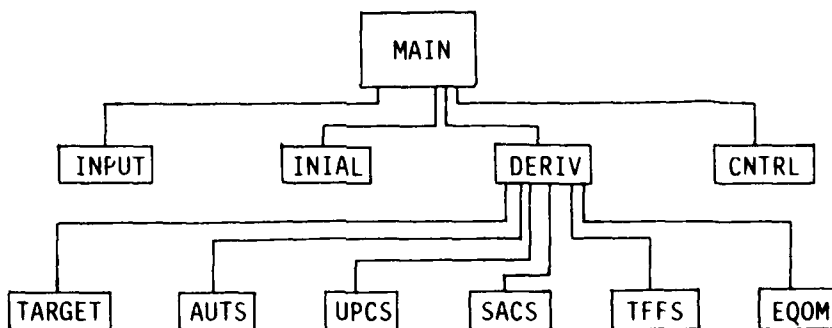 MAIN
INPUT INIAL DERIV CNTRL
TARGET AUTS UPCS SACS TFFS EQOM